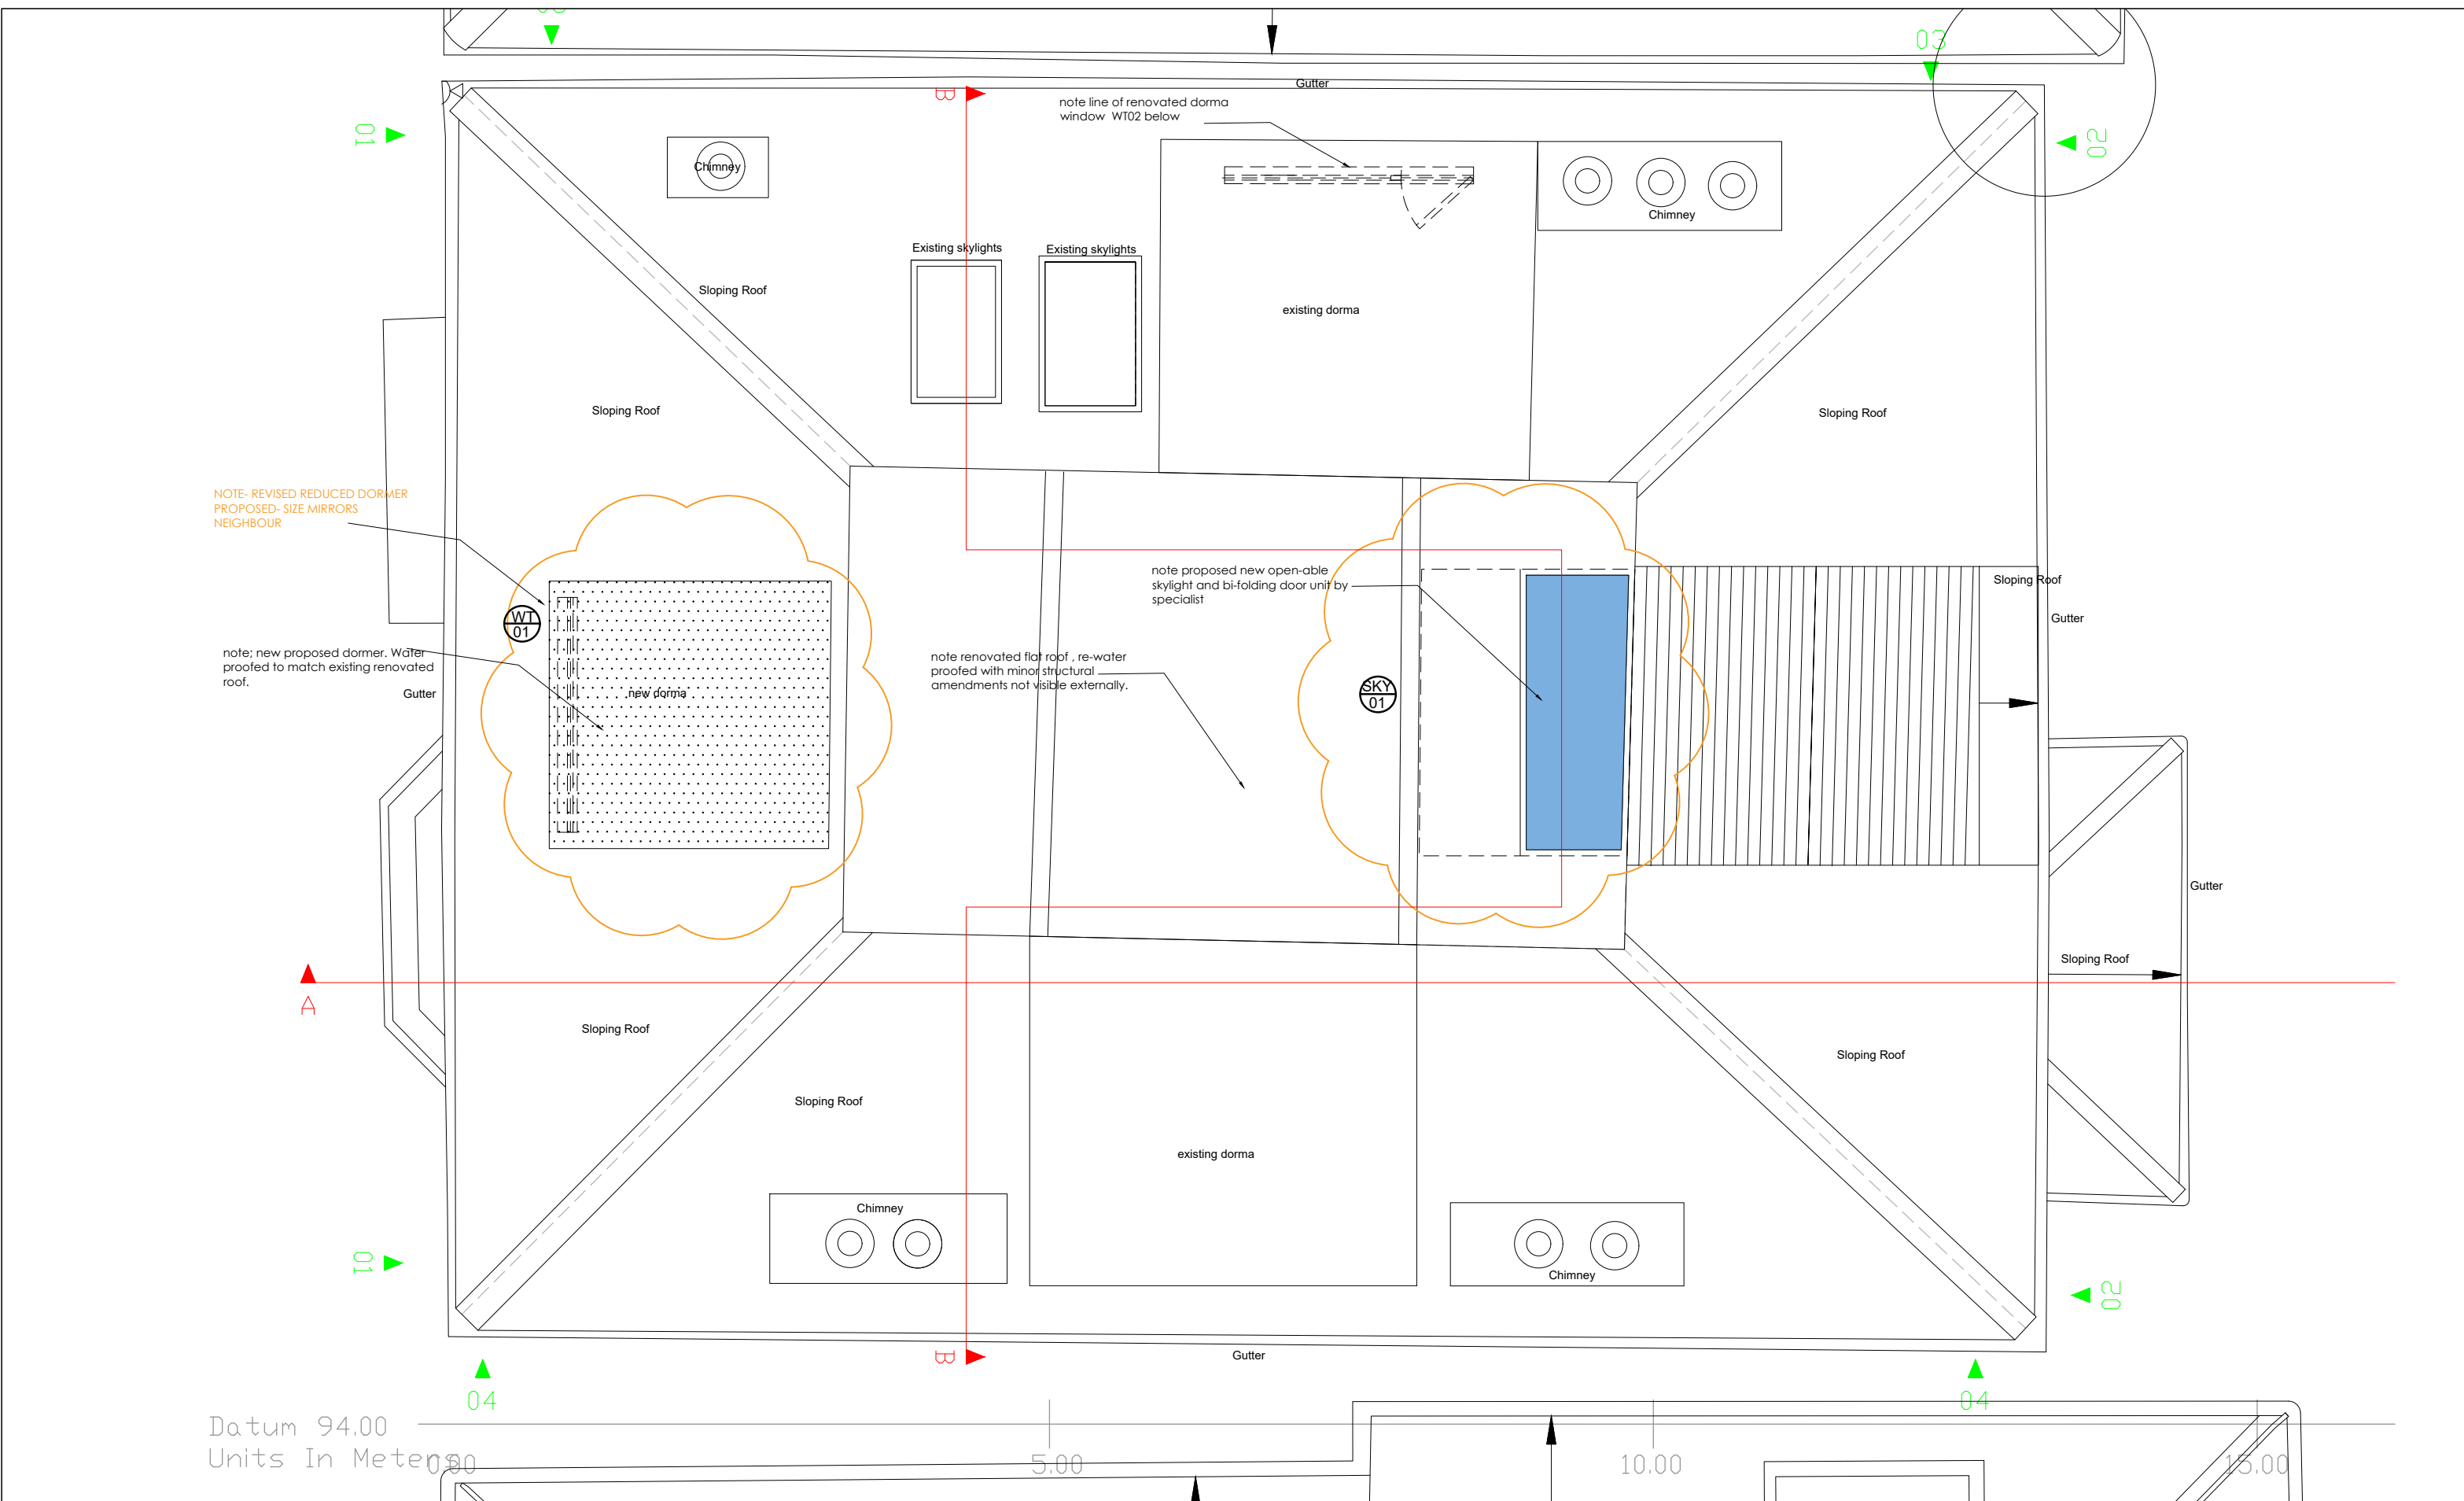 03
Gutter
B
01
note line of renovated dorma
window WT02 below
02
Chimney
Chimney
Existing skylights
Existing skylights
Sloping Roof
existing dorma
Sloping Roof
Sloping Roof
NOTE- REVISED REDUCED DORMER
PROPOSED- SIZE MIRRORS
NEIGHBOUR
note proposed new open-able
skylight and bi-folding door unit by
specialist
Sloping Roof
WT
01
Gutter
note; new proposed dormer. Water
proofed to match existing renovated
roof.
note renovated flat roof , re-water
proofed with minor structural
amendments not visible externally.
Gutter
new dorma
SKY
01
Gutter
Sloping Roof
A
Sloping Roof
Sloping Roof
Sloping Roof
existing dorma
Chimney
Chimney
01
02
B
Gutter
04
04
Datum 94.00
Units In Meters
0.00
5.00
10.00
15.00